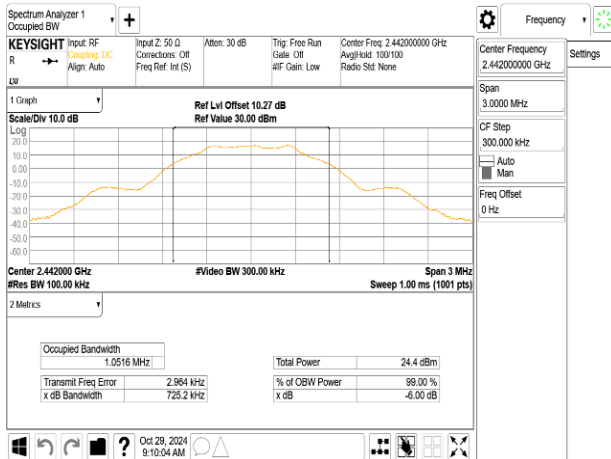 Spectrum Analyzer 1
Occupied BW
Frequency
KEYSIGHT
R
LXI
Input: RF
Coupling: DC
Align: Auto
Input Z: 50 Ω
Corrections: Off
Freq Ref: Int (S)
Atten: 30 dB
Trig: Free Run
Gate: Off
#IF Gain: Low
Center Freq: 2.442000000 GHz
Avg|Hold: 100/100
Radio Std: None
Center Frequency
2.442000000 GHz
Settings
Span
3.0000 MHz
CF Step
300.000 kHz
Auto
Man
Freq Offset
0 Hz
1 Graph
Scale/Div 10.0 dB
Ref Lvl Offset 10.27 dB
Ref Value 30.00 dBm
Log
20.0
10.0
0.00
-10.0
-20.0
-30.0
-40.0
-50.0
-60.0
Center 2.442000 GHz
#Video BW 300.00 kHz
Span 3 MHz
#Res BW 100.00 kHz
Sweep 1.00 ms (1001 pts)
2 Metrics
Occupied Bandwidth
1.0516 MHz
Total Power 24.4 dBm
Transmit Freq Error 2.964 kHz
% of OBW Power 99.00 %
x dB Bandwidth 725.2 kHz
x dB -6.00 dB
?
Oct 29, 2024
9:10:04 AM